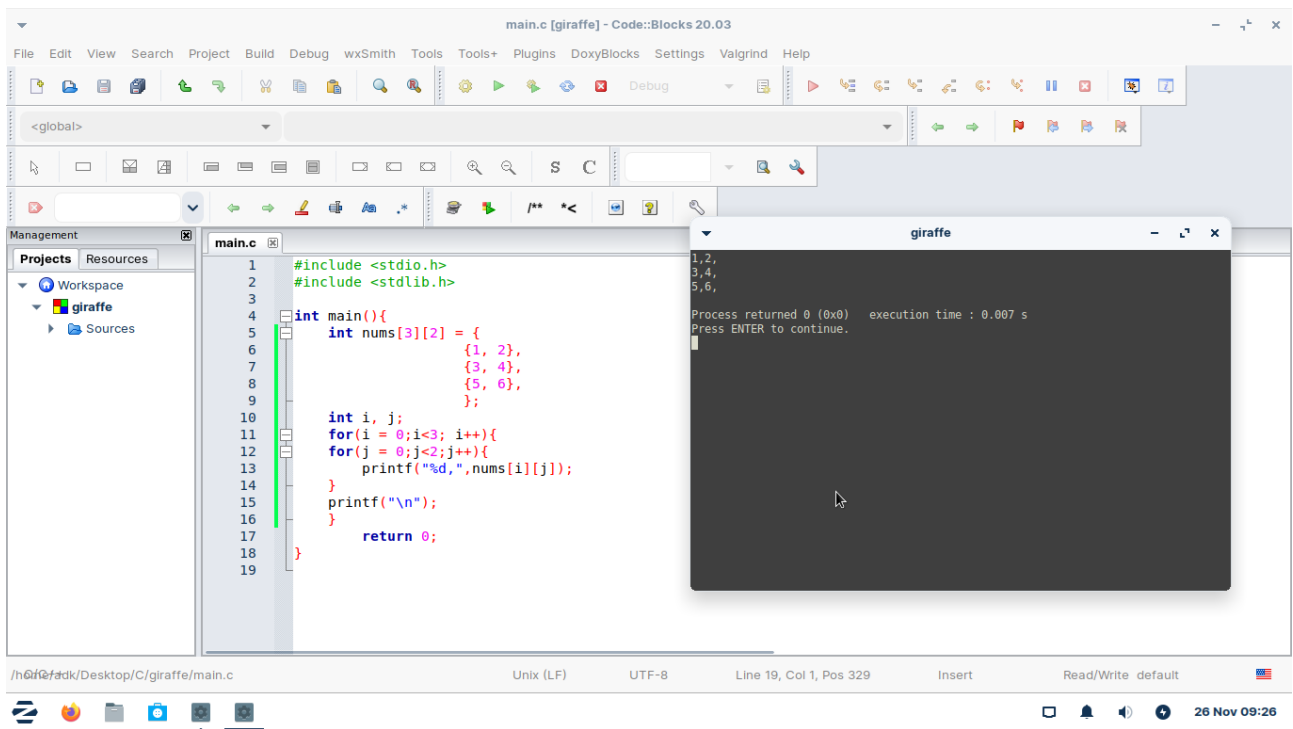 main.c [giraffe] - Code::Blocks 20.03
File Edit View Search Project Build Debug wxSmith Tools Tools+ Plugins DoxyBlocks Settings Valgrind Help
Debug
<global>
S C
.* /** *<
Management
Projects Resources
Workspace
giraffe
Sources
main.c
1 #include <stdio.h>
2 #include <stdlib.h>
3
4 int main(){
5 int nums[3][2] = {
6 {1, 2},
7 {3, 4},
8 {5, 6},
9 };
10 int i, j;
11 for(i = 0;i<3; i++){
12 for(j = 0;j<2;j++){
13 printf("%d,",nums[i][j]);
14 }
15 printf("\n");
16 }
17 return 0;
18 }
19
giraffe
1,2,
3,4,
5,6,
Process returned 0 (0x0) execution time : 0.007 s
Press ENTER to continue.
/Desktop/C/giraffe/main.c Unix (LF) UTF-8 Line 19, Col 1, Pos 329 Insert Read/Write default
26 Nov 09:26